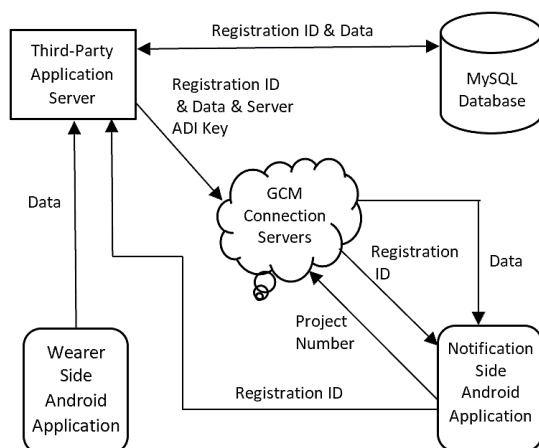 Registration ID & Data
Third-Party
Application
Server
MySQL
Database
Registration ID
& Data & Server
ADI Key
Data
GCM
Connection
Servers
Registration
ID
Data
Project
Number
Wearer
Side
Android
Application
Notification
Side
Android
Application
Registration ID